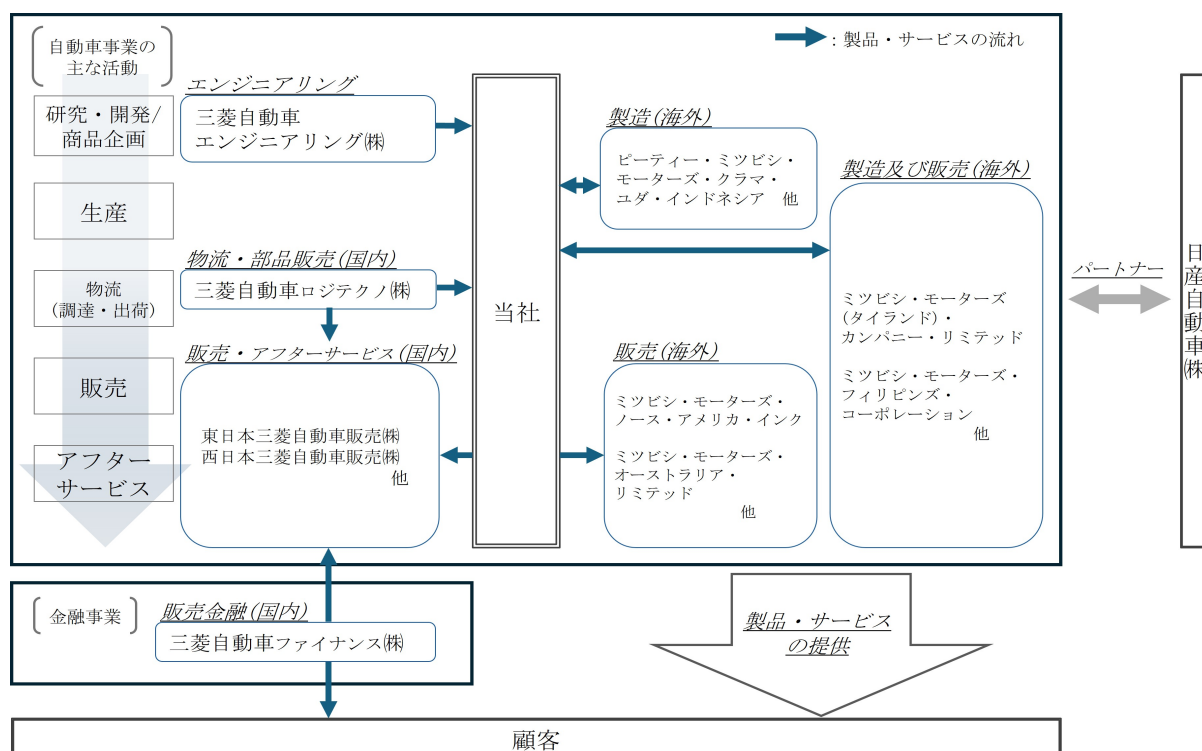 自動車事業の
主な活動
:製品・サービスの流れ
研究・開発/
商品企画
生産
物流
(調達・出荷)
販売
アフター
サービス
エンジニアリング
三菱自動車
エンジニアリング㈱
物流・部品販売(国内)
三菱自動車ロジテクノ㈱
販売・アフターサービス(国内)
東日本三菱自動車販売㈱
西日本三菱自動車販売㈱
他
当社
製造(海外)
ピーティー・ミツビシ・
モーターズ・クラマ・
ユダ・インドネシア 他
販売(海外)
ミツビシ・モーターズ・
ノース・アメリカ・インク
ミツビシ・モーターズ・
オーストラリア・
リミテッド
他
製造及び販売(海外)
ミツビシ・モーターズ
(タイランド)・
カンパニー・リミテッド
ミツビシ・モーターズ・
フィリピンズ・
コーポレーション
他
パートナー
日産自動車㈱
金融事業
販売金融(国内)
三菱自動車ファイナンス㈱
製品・サービス
の提供
顧客